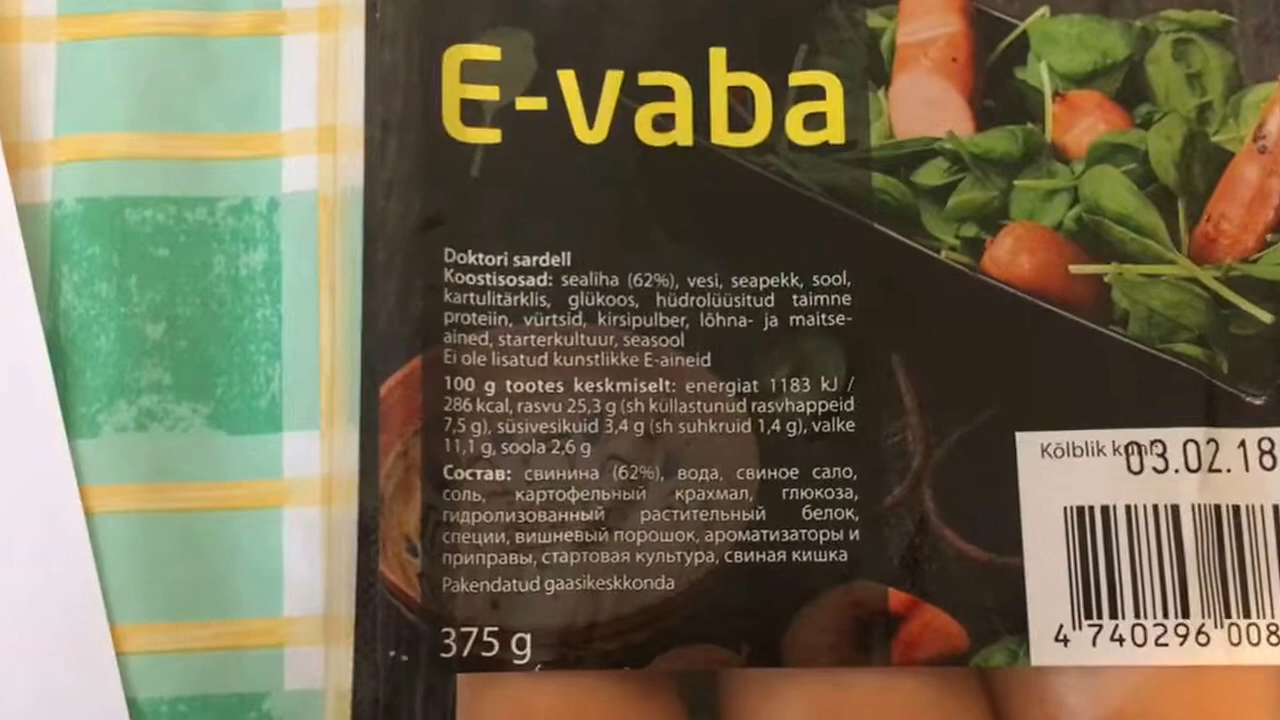 E-vaba
Doktori sardell
Koostisosad: sealiha (62%), vesi, seapekk, sool,
kartulitärklis, glükoos, hüdrolüüsitud taimne
proteiin, vürtsid, kirsipulber, lõhna- ja maitse-
ained, starterkultuur, seasool
Ei ole lisatud kunstlikke E-aineid
100 g tootes keskmiselt: energiat 1183 kJ /
286 kcal, rasvu 25,3 g (sh küllastunud rasvhappeid
7,5 g), süsivesikuid 3,4 g (sh suhkruid 1,4 g), valke
11,1 g, soola 2,6 g
Состав: свинина (62%), вода, свиное сало,
соль, картофельный крахмал, глюкоза,
гидролизованный растительный белок,
специи, вишневый порошок, ароматизаторы и
приправы, стартовая культура, свиная кишка
Pakendatud gaasikeskkonda
375 g
Kõlblik 03.02.18
4 740296 008